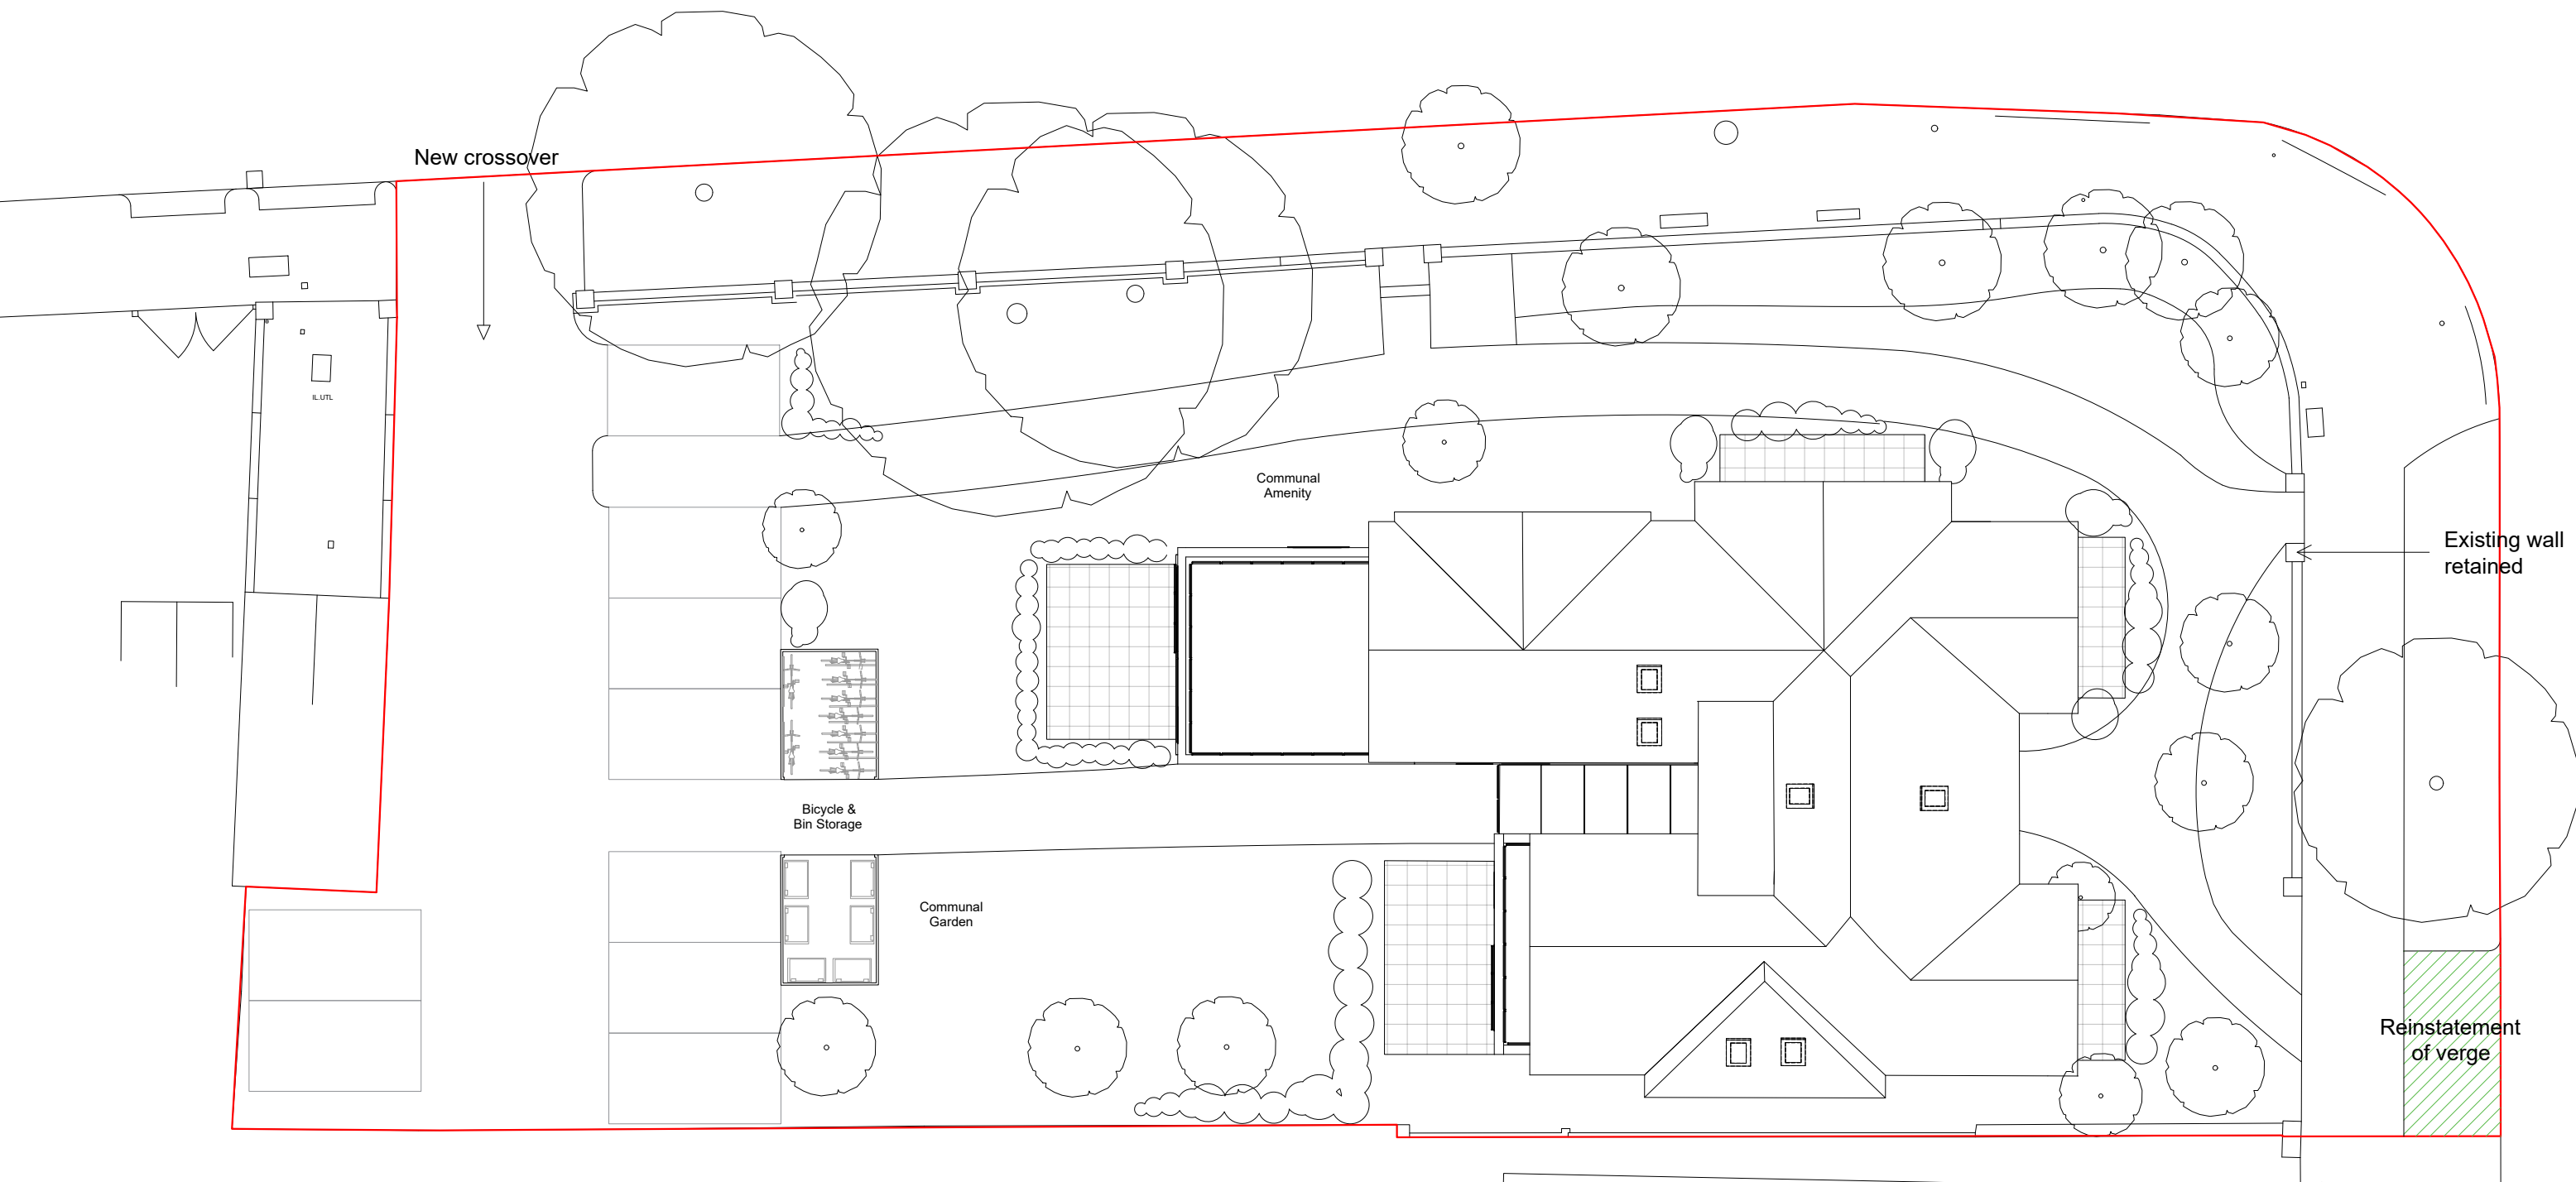 New crossover
IL.UTL
Communal
Amenity
Existing wall
retained
Bicycle &
Bin Storage
Communal
Garden
Reinstatement
of verge